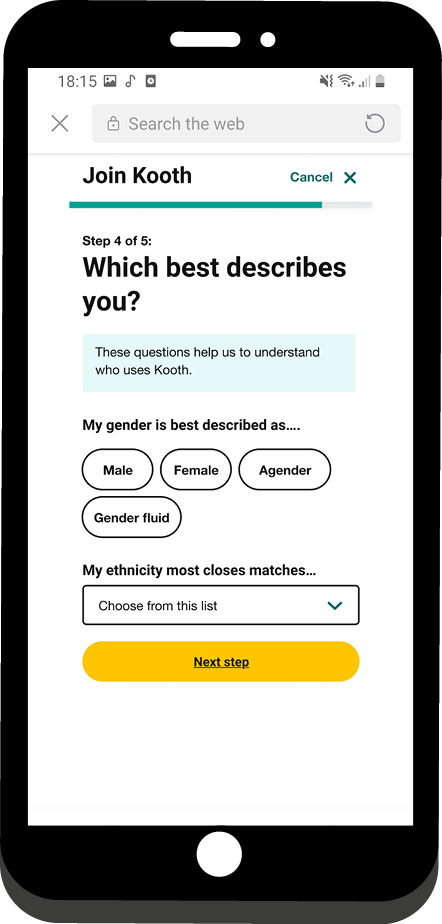 18:15
Search the web
Join Kooth
Cancel
Step 4 of 5:
Which best describes
you?
These questions help us to understand
who uses Kooth.
My gender is best described as....
Male Female Agender
Gender fluid
My ethnicity most closes matches...
Choose from this list
Next step